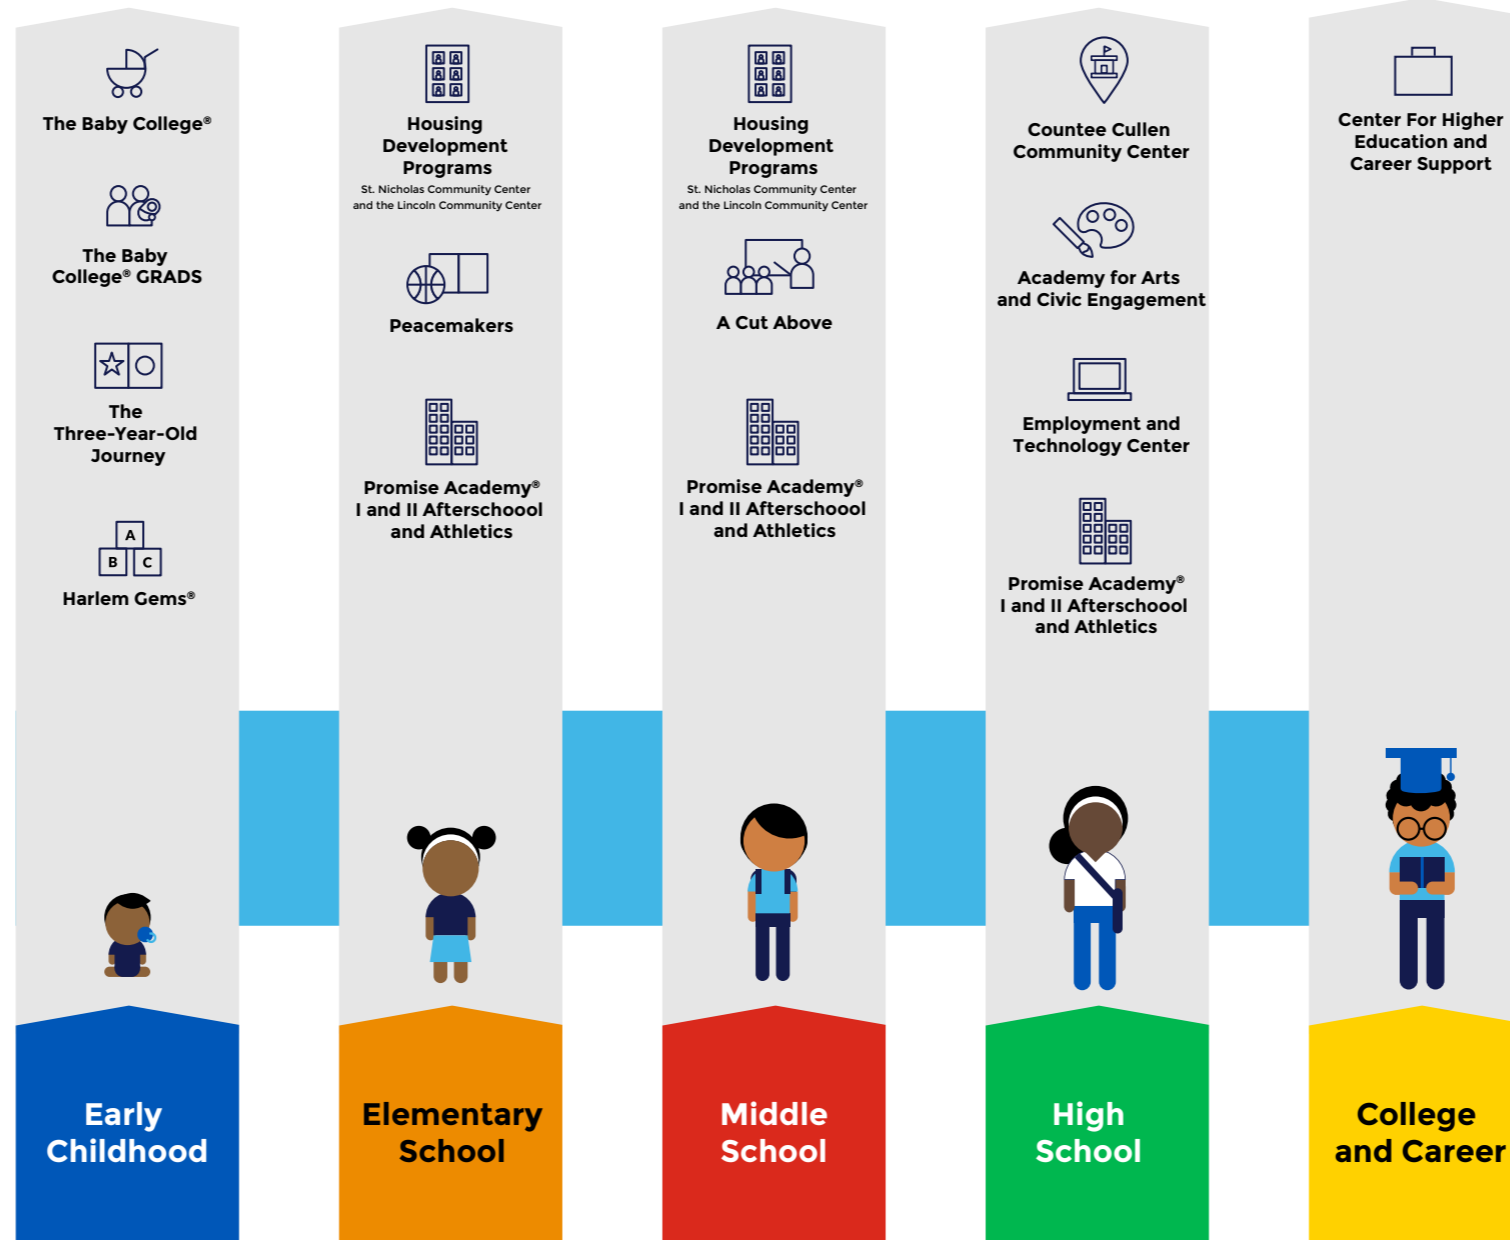 The Baby College®
The Baby
College® GRADS
The
Three-Year-Old
Journey
A
B C
Harlem Gems®
Early
Childhood
Housing
Development
Programs
St. Nicholas Community Center
and the Lincoln Community Center
Peacemakers
Promise Academy®
I and II Afterschoool
and Athletics
Elementary
School
Housing
Development
Programs
St. Nicholas Community Center
and the Lincoln Community Center
A Cut Above
Promise Academy®
I and II Afterschoool
and Athletics
Middle
School
Countee Cullen
Community Center
Academy for Arts
and Civic Engagement
Employment and
Technology Center
Promise Academy®
I and II Afterschoool
and Athletics
High
School
Center For Higher
Education and
Career Support
College
and Career